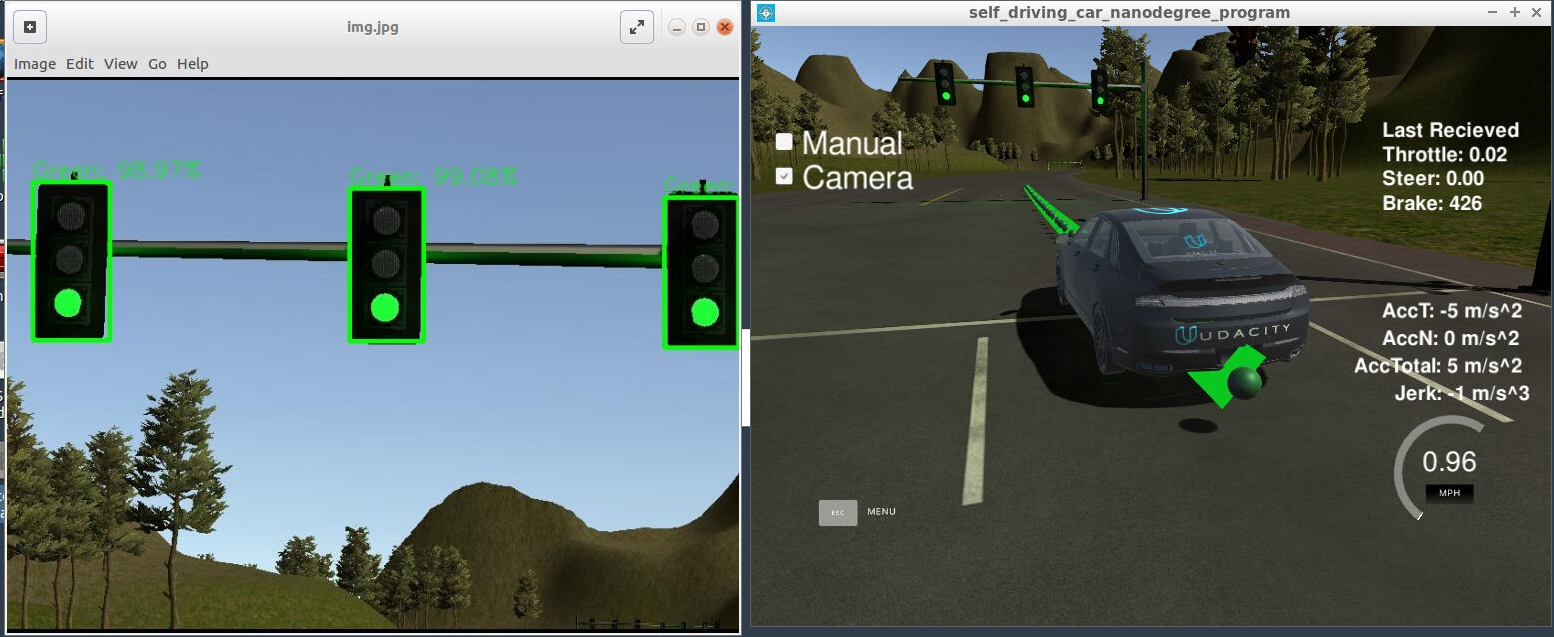 img.jpg
Image Edit View Go Help
Green: 98.97%
Green: 99.08%
Green:
self_driving_car_nanodegree_program
Manual
Camera
Last Recieved
Throttle: 0.02
Steer: 0.00
Brake: 426
UDACITY
AccT: -5 m/s^2
AccN: 0 m/s^2
AccTotal: 5 m/s^2
Jerk: -1 m/s^3
0.96
MPH
ESC MENU